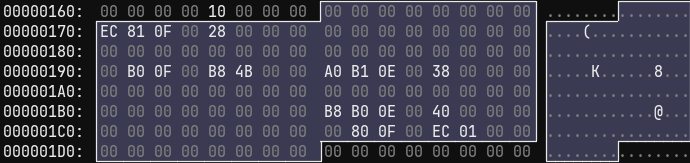 00000160: 00 00 00 00 10 00 00 00 00 00 00 00 00 00 00 00 ................
00000170: EC 81 0F 00 28 00 00 00 00 00 00 00 00 00 00 00 ....(...........
00000180: 00 00 00 00 00 00 00 00 00 00 00 00 00 00 00 00 ................
00000190: 00 B0 0F 00 B8 4B 00 00 A0 B1 0E 00 38 00 00 00 .....K......8...
000001A0: 00 00 00 00 00 00 00 00 00 00 00 00 00 00 00 00 ................
000001B0: 00 00 00 00 00 00 00 00 B8 B0 0E 00 40 00 00 00 ............@...
000001C0: 00 00 00 00 00 00 00 00 00 80 0F 00 EC 01 00 00 ................
000001D0: 00 00 00 00 00 00 00 00 00 00 00 00 00 00 00 00 ................